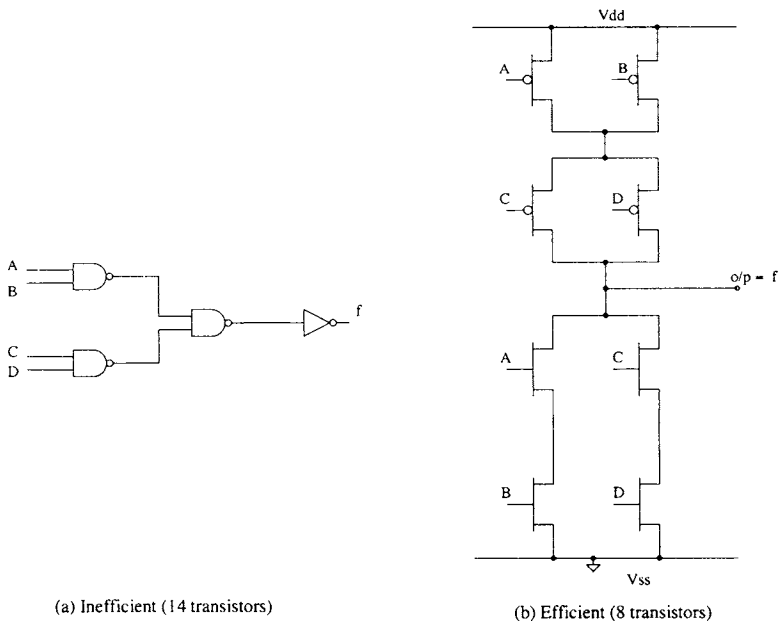 Vdd
A
B
C
D
A
B
C
D
f
o/p = f
A
C
B
D
Vss
(a) Inefficient (14 transistors)
(b) Efficient (8 transistors)